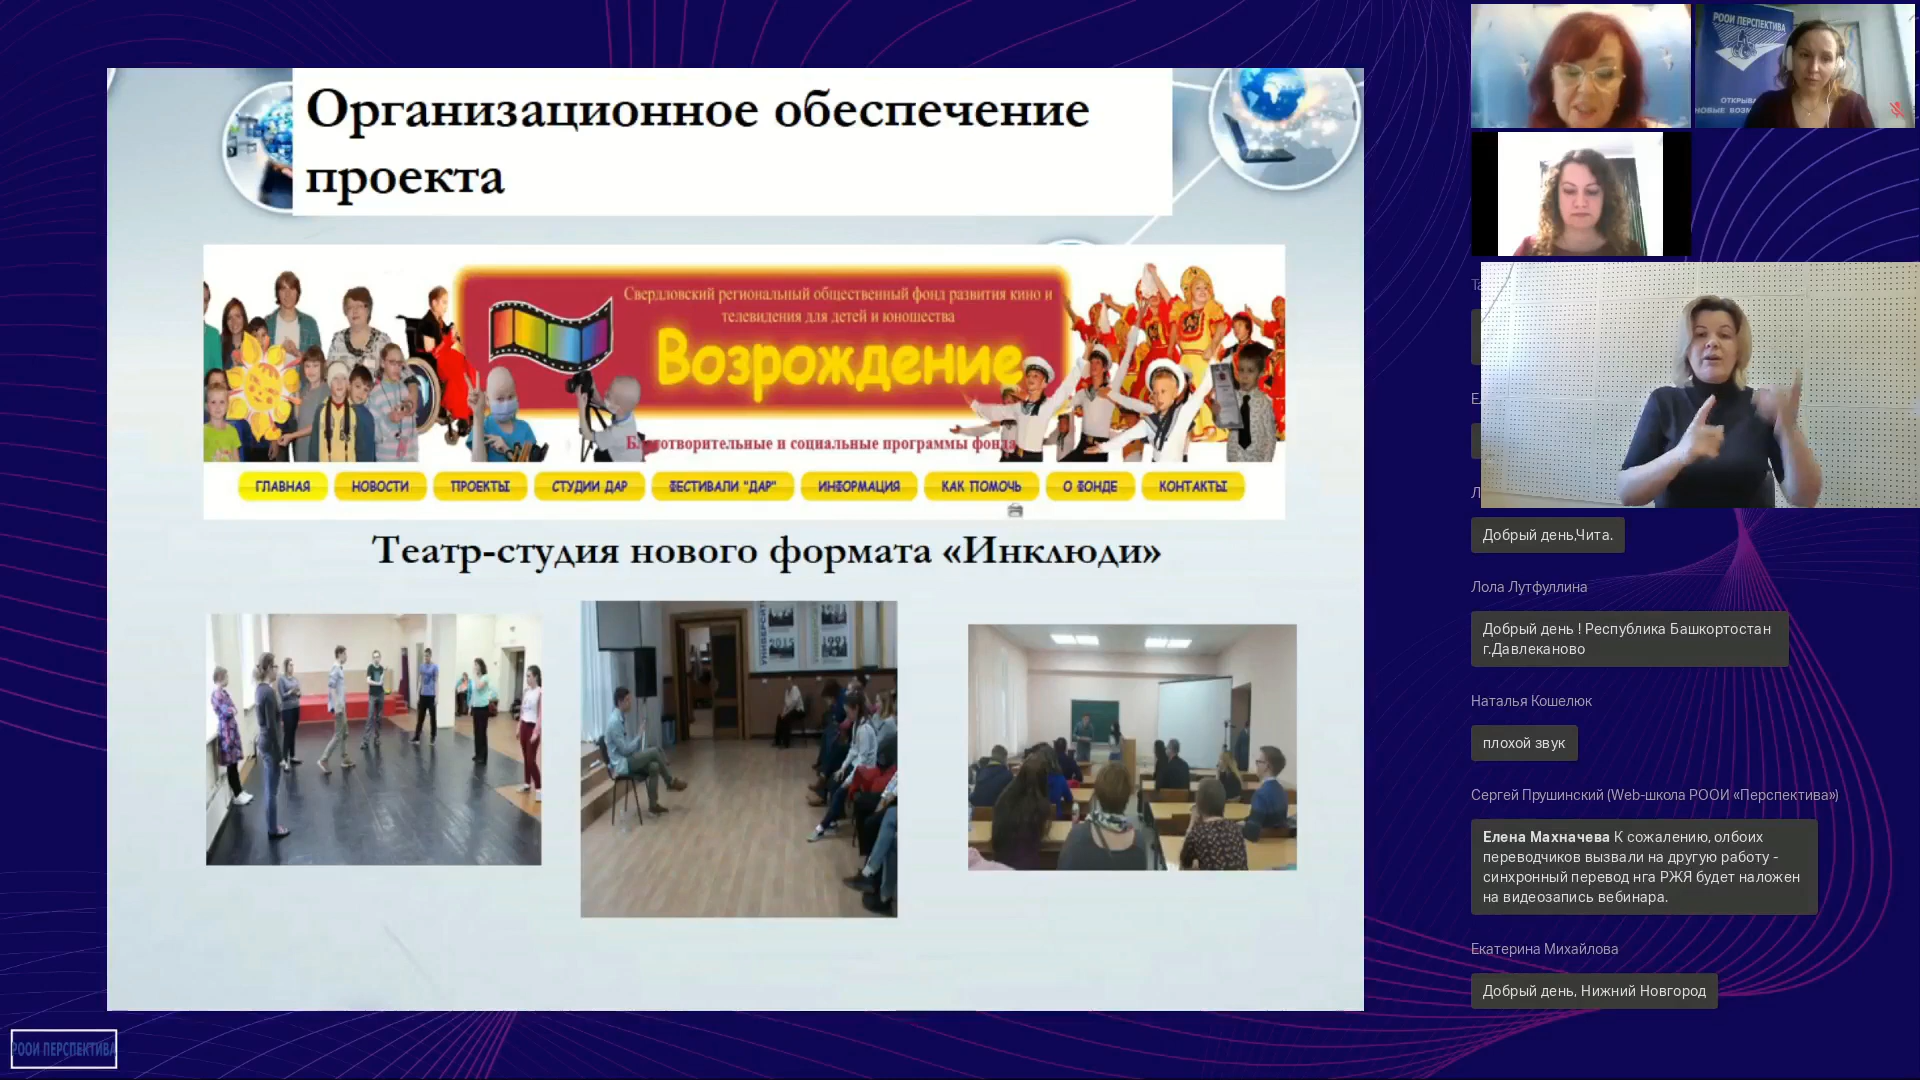 Организационное обеспечение
проекта
Свердловский региональный общественный фонд развития кино и
телевидения для детей и юношества
Возрождение
Благотворительные и социальные программы фонда
ГЛАВНАЯ
НОВОСТИ
ПРОЕКТЫ
СТУДИИ ДАР
ФЕСТИВАЛИ "ДАР"
ИНФОРМАЦИЯ
КАК ПОМОЧЬ
О ФОНДЕ
КОНТАКТЫ
Театр-студия нового формата «Инклюди»
2015
1991
РООИ ПЕРСПЕКТИВА
РООИ ПЕРСПЕКТИВА
Добрый день,Чита.
Лола Лутфуллина
Добрый день ! Республика Башкортостан
г.Давлеканово
Наталья Кошелюк
плохой звук
Сергей Прушинский (Web-школа РООИ «Перспектива»)
Елена Махначева К сожалению, олбоих
переводчиков вызвали на другую работу -
синхронный перевод нга РЖЯ будет наложен
на видеозапись вебинара.
Екатерина Михайлова
Добрый день, Нижний Новгород